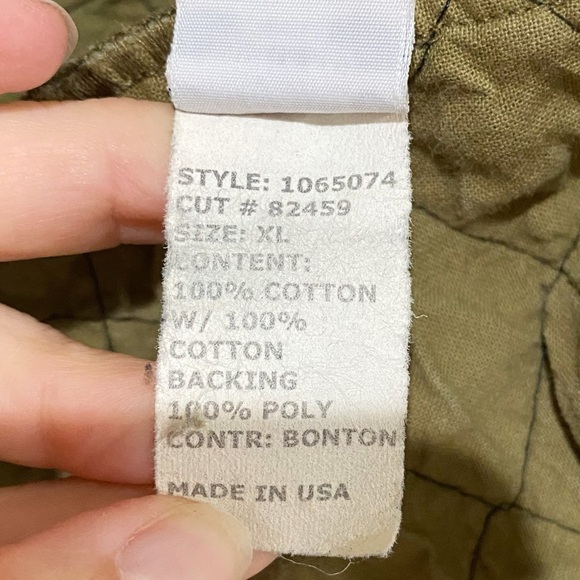 STYLE: 1065074
CUT # 82459
SIZE: XL
CONTENT:
100% COTTON
W/ 100%
COTTON
BACKING
100% POLY
CONTR: BONTON
MADE IN USA